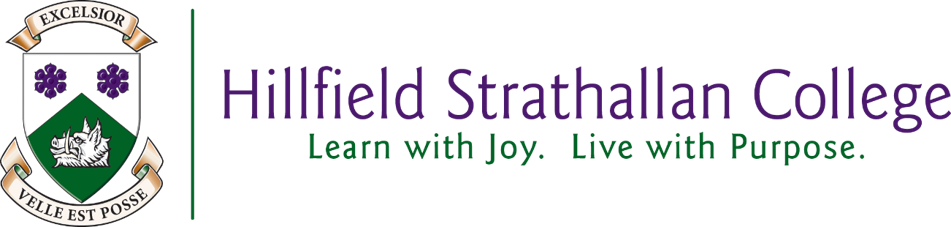 EXCELSIOR
VELLE EST POSSE
Hillfield Strathallan College
Learn with Joy. Live with Purpose.